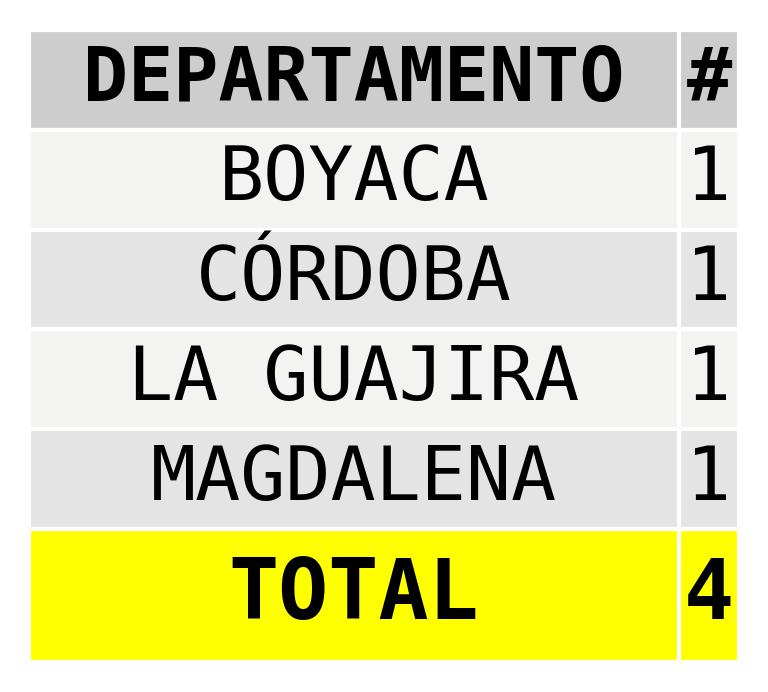 DEPARTAMENTO #
BOYACA 1
CÓRDOBA 1
LA GUAJIRA 1
MAGDALENA 1
TOTAL 4